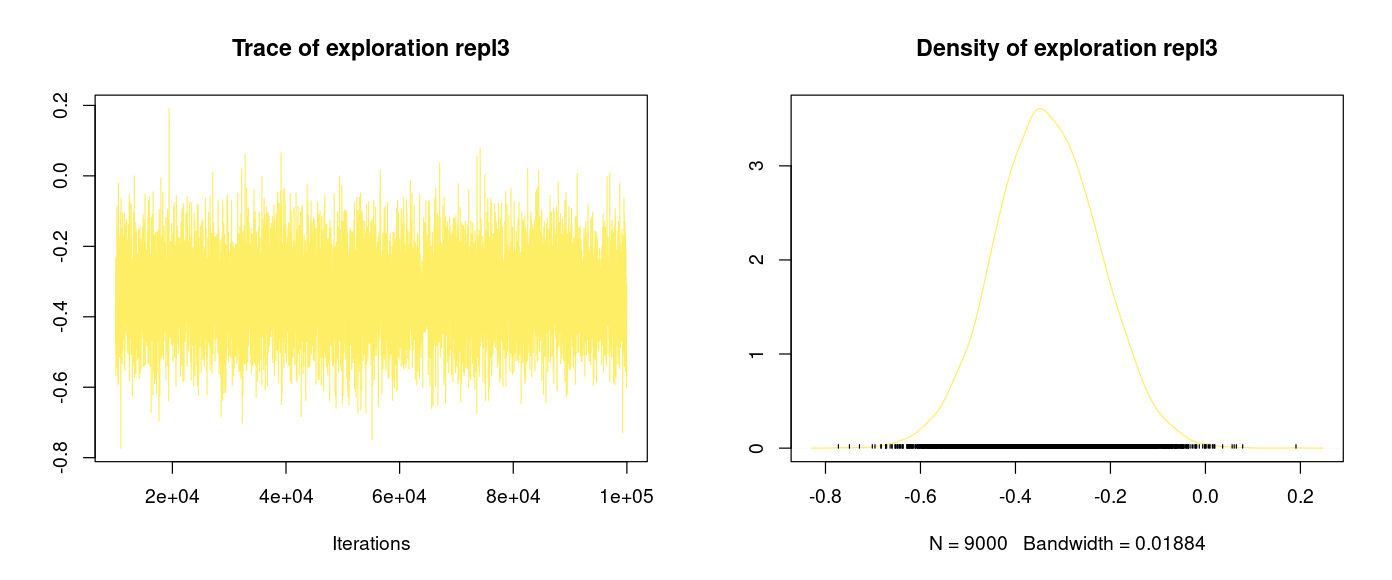 Trace of exploration repl3
0.2
0.0
-0.2
-0.4
-0.6
-0.8
2e+04 4e+04 6e+04 8e+04 1e+05
Iterations
Density of exploration repl3
3
2
1
0
-0.8 -0.6 -0.4 -0.2 0.0 0.2
N = 9000 Bandwidth = 0.01884